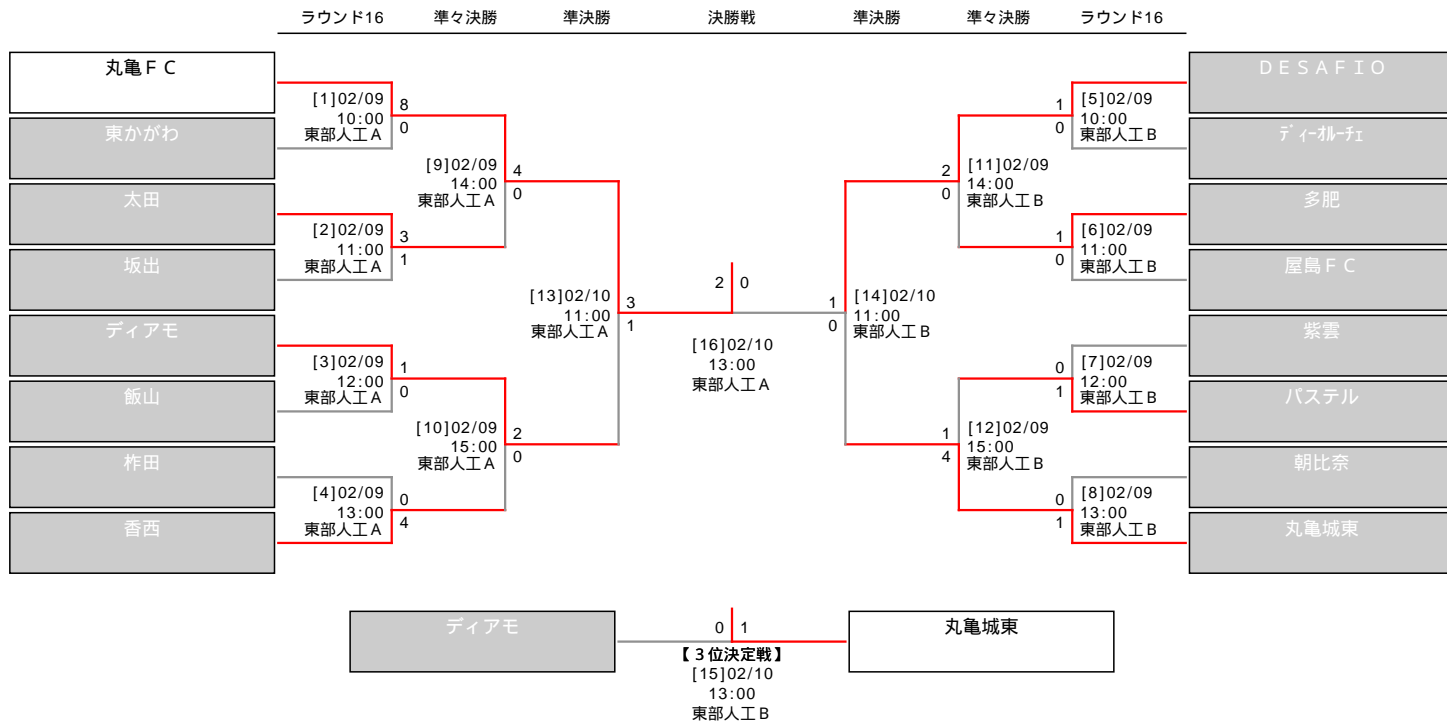 ラウンド16 準々決勝 準決勝 決勝戦 準決勝 準々決勝 ラウンド16
丸亀ＦＣ
東かがわ
太田
坂出
ディアモ
飯山
柞田
香西
[1]02/09
10:00
東部人工A
8
0
[2]02/09
11:00
東部人工A
3
1
[3]02/09
12:00
東部人工A
1
0
[4]02/09
13:00
東部人工A
0
4
[9]02/09
14:00
東部人工A
4
0
[10]02/09
15:00
東部人工A
2
0
[13]02/10
11:00
東部人工A
3
1
2 0
[16]02/10
13:00
東部人工A
1
0
[14]02/10
11:00
東部人工B
2
0
[11]02/09
14:00
東部人工B
1
4
[12]02/09
15:00
東部人工B
1
0
[5]02/09
10:00
東部人工B
1
0
[6]02/09
11:00
東部人工B
0
1
[7]02/09
12:00
東部人工B
0
1
[8]02/09
13:00
東部人工B
ＤＥＳＡＦＩＯ
ﾃﾞｨｰｵﾙｰﾁｪ
多肥
屋島ＦＣ
紫雲
パステル
朝比奈
丸亀城東
ディアモ
0 1
丸亀城東
【３位決定戦】
[15]02/10
13:00
東部人工B